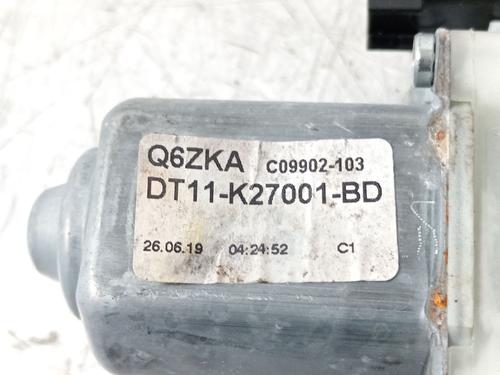 Q6ZKA C09902-103
DT11-K27001-BD
26.06.19 04:24:52 C1